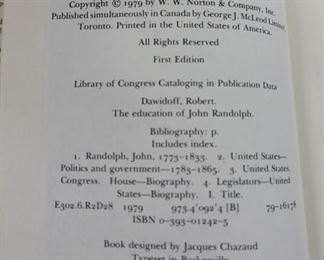 Copyright © 1979 by W. W. Norton & Company, Inc.
Published simultaneously in Canada by George J. McLeod Limited
Toronto. Printed in the United States of America.
All Rights Reserved
First Edition
Library of Congress Cataloging in Publication Data
Dawidoff, Robert.
The education of John Randolph.
Bibliography: p.
Includes index.
1. Randolph, John, 1773–1833. 2. United States–
Politics and government–1783–1865. 3. United States.
Congress. House–Biography. 4. Legislators–United
States–Biography. I. Title.
E302.6.R2D28 1979 973.4'092'4 [B] 79-16178
ISBN 0-393-01242-5
Book designed by Jacques Chazaud
Typeset in Baskerville